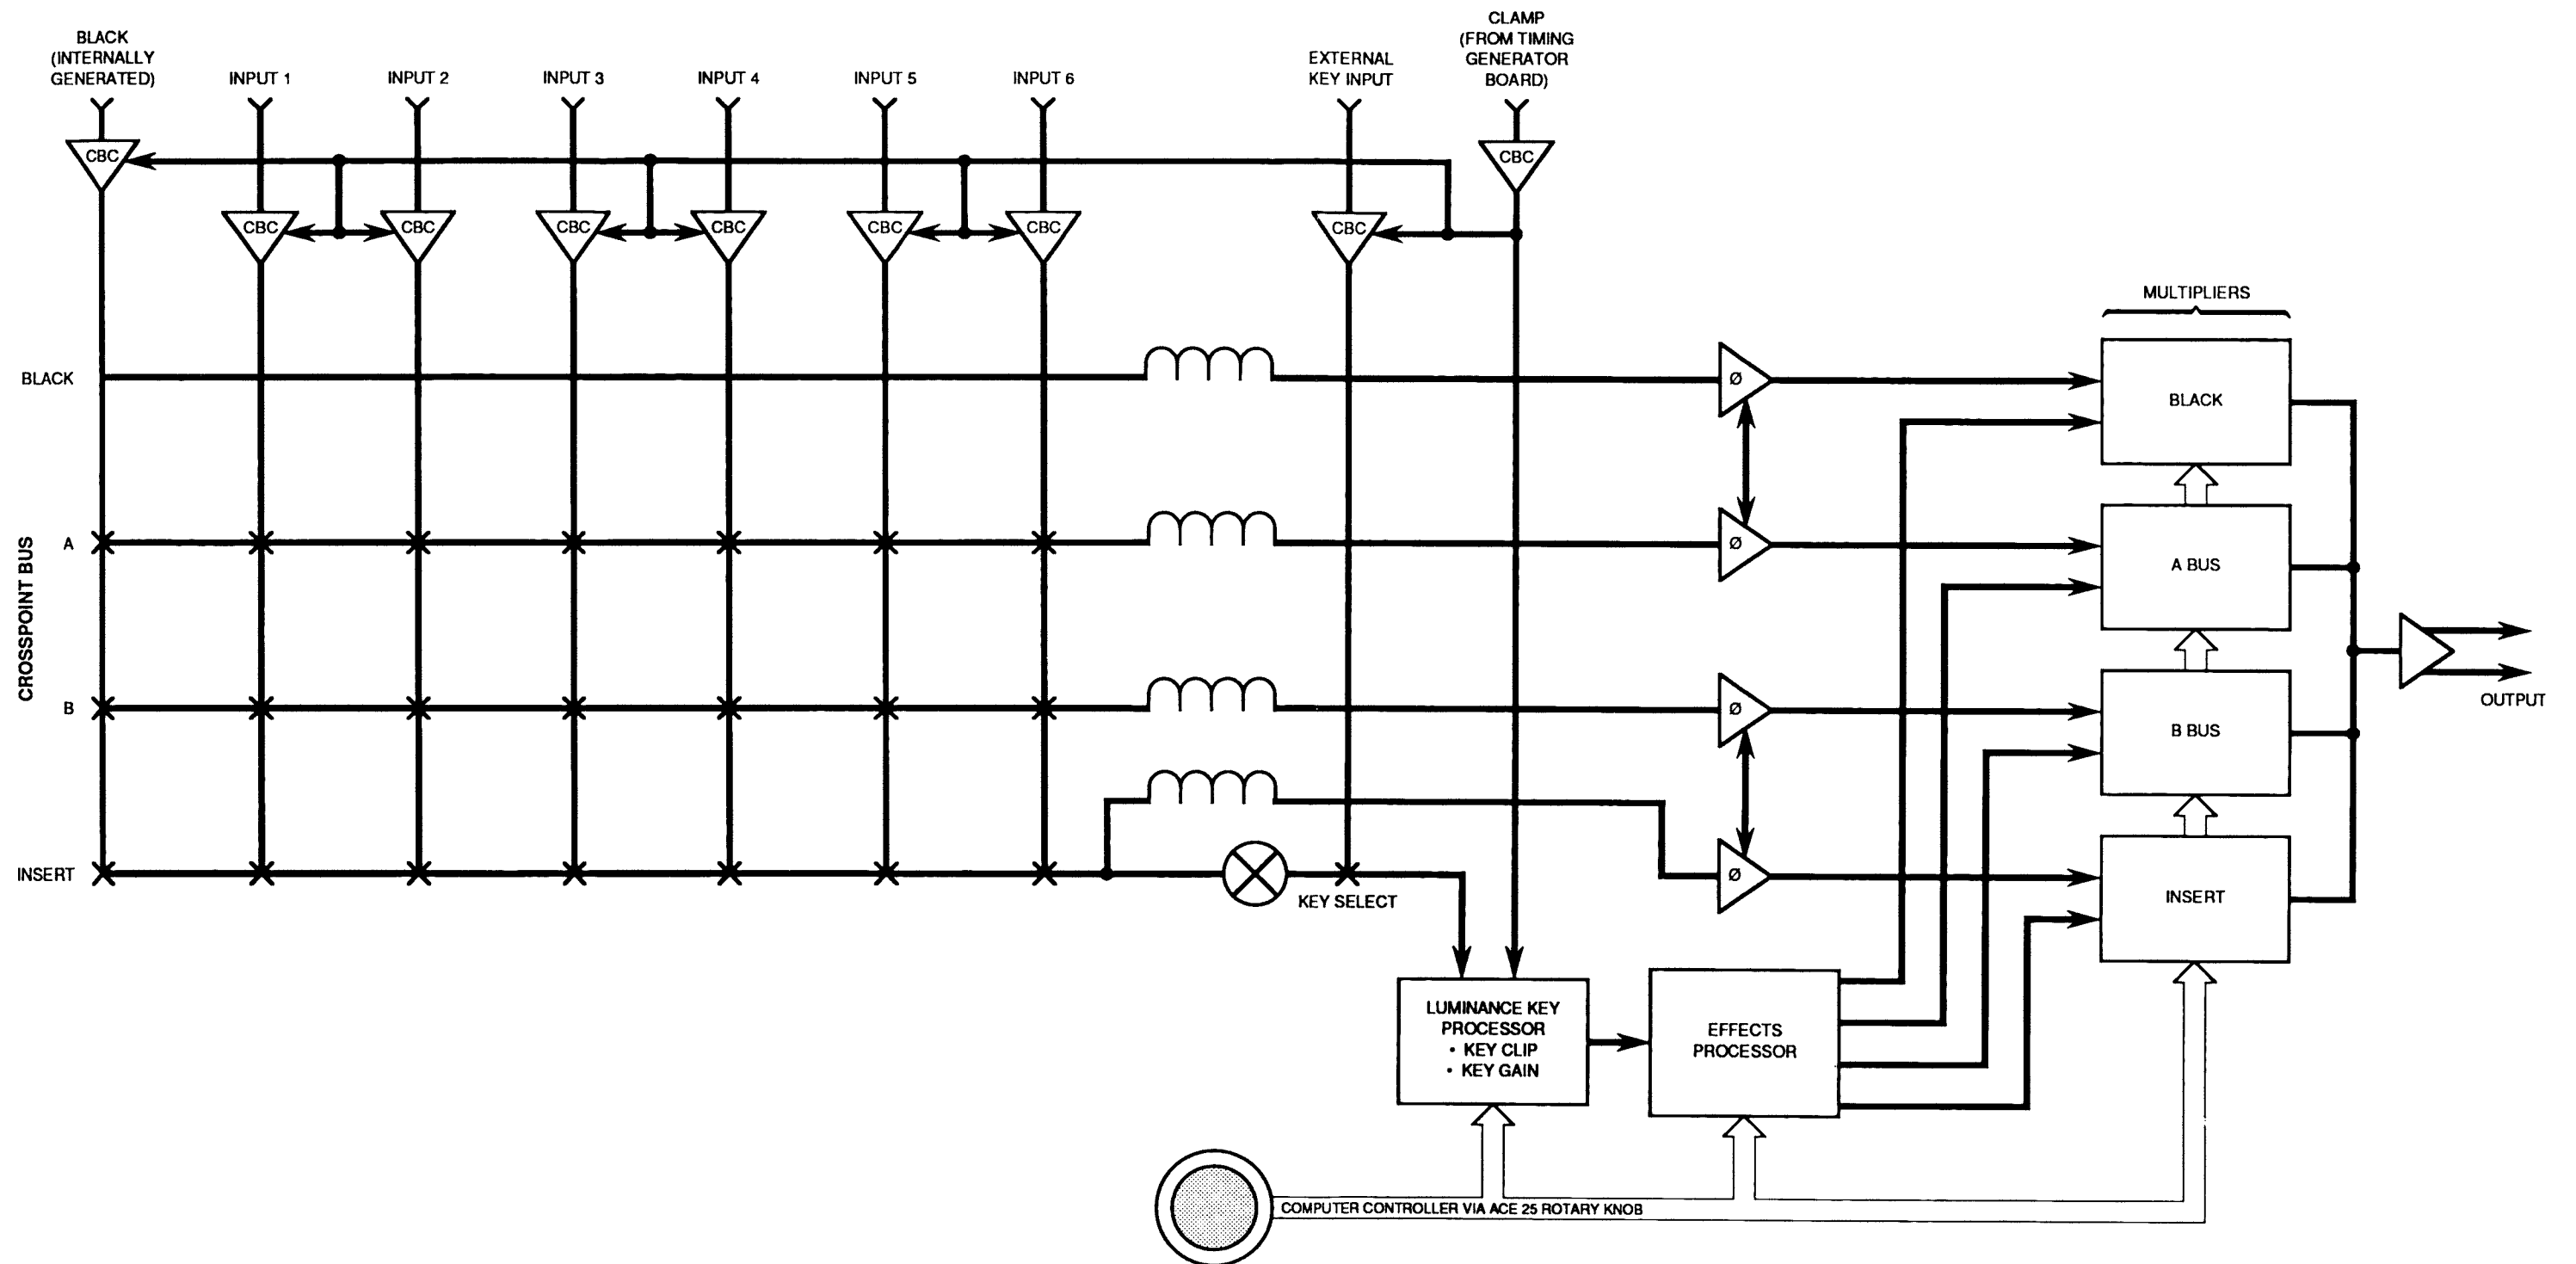 BLACK
(INTERNALLY
GENERATED)
INPUT 1
INPUT 2
INPUT 3
INPUT 4
INPUT 5
INPUT 6
EXTERNAL
KEY INPUT
CLAMP
(FROM TIMING
GENERATOR
BOARD)
CBC
CBC
CBC
CBC
CBC
CBC
CBC
CBC
CBC
MULTIPLIERS
BLACK
Ø
BLACK
CROSSPOINT BUS
A
Ø
A BUS
B
Ø
B BUS
OUTPUT
INSERT
KEY SELECT
Ø
INSERT
LUMINANCE KEY
PROCESSOR
• KEY CLIP
• KEY GAIN
EFFECTS
PROCESSOR
COMPUTER CONTROLLER VIA ACE 25 ROTARY KNOB